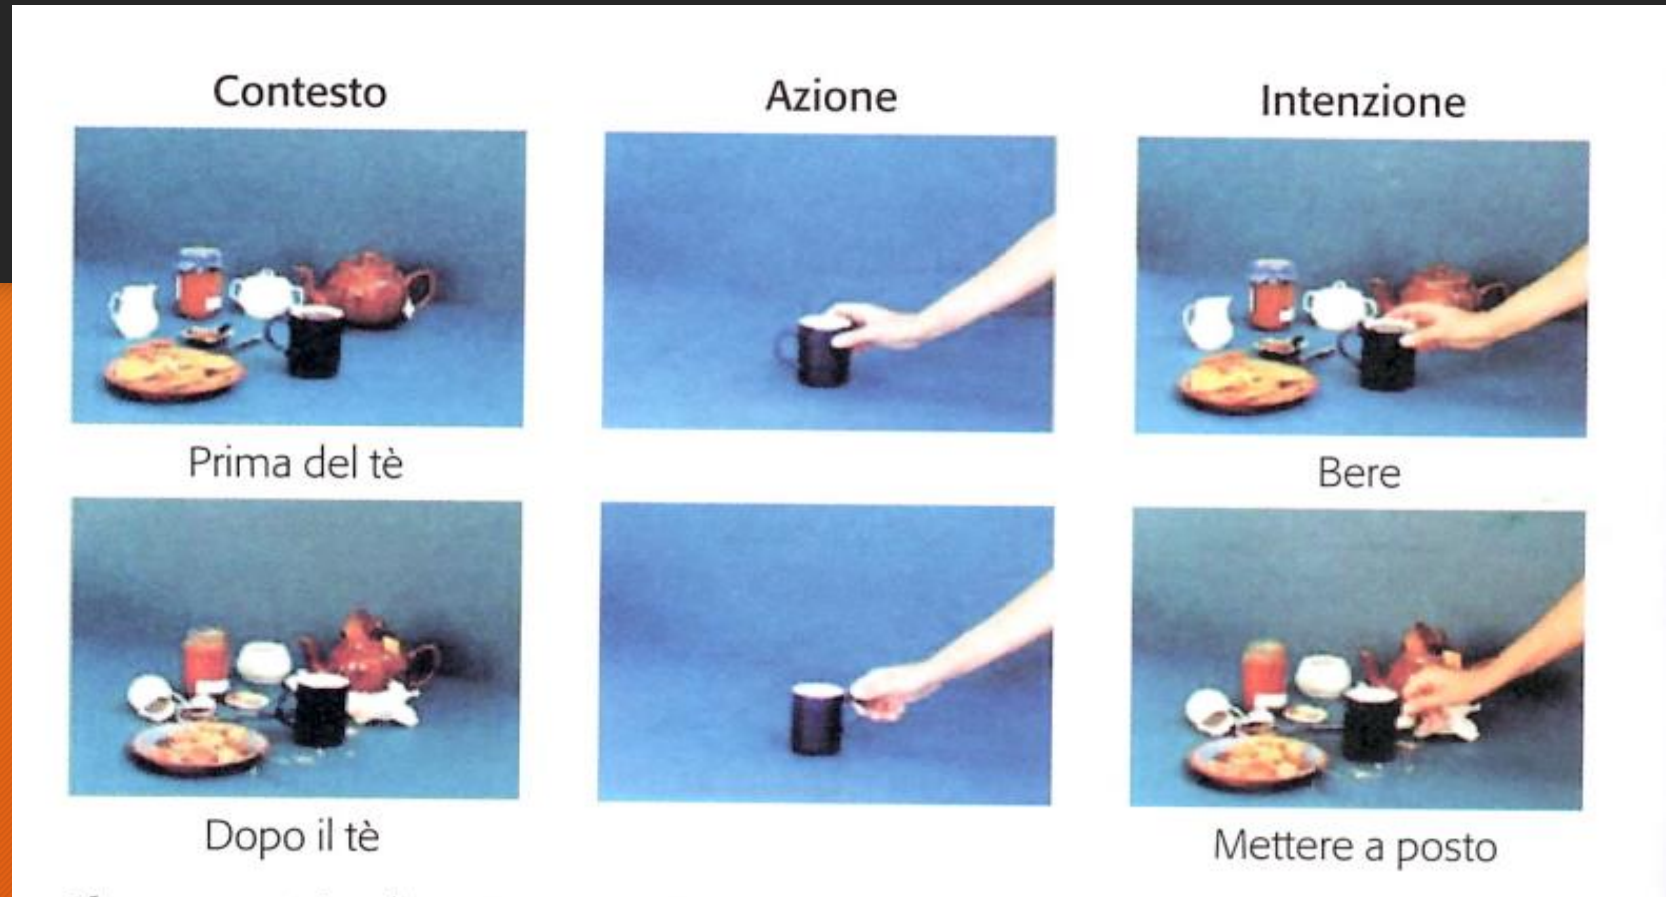 Contesto
Azione
Intenzione
Prima del tè
Bere
Dopo il tè
Mettere a posto